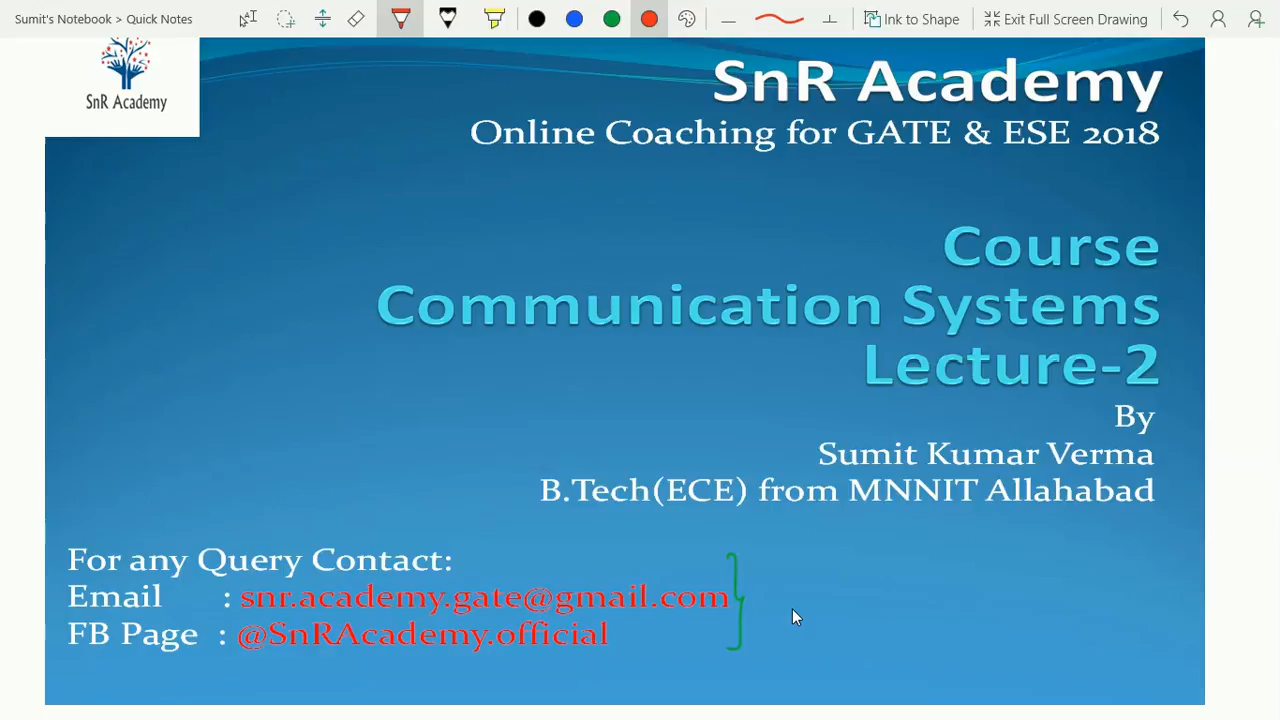 Sumit's Notebook > Quick Notes
Ink to Shape
Exit Full Screen Drawing
SnR Academy
SnR Academy
Online Coaching for GATE & ESE 2018
Course
Communication Systems
Lecture-2
By
Sumit Kumar Verma
B.Tech(ECE) from MNNIT Allahabad
For any Query Contact:
Email : snr.academy.gate@gmail.com
FB Page : @SnRAcademy.official